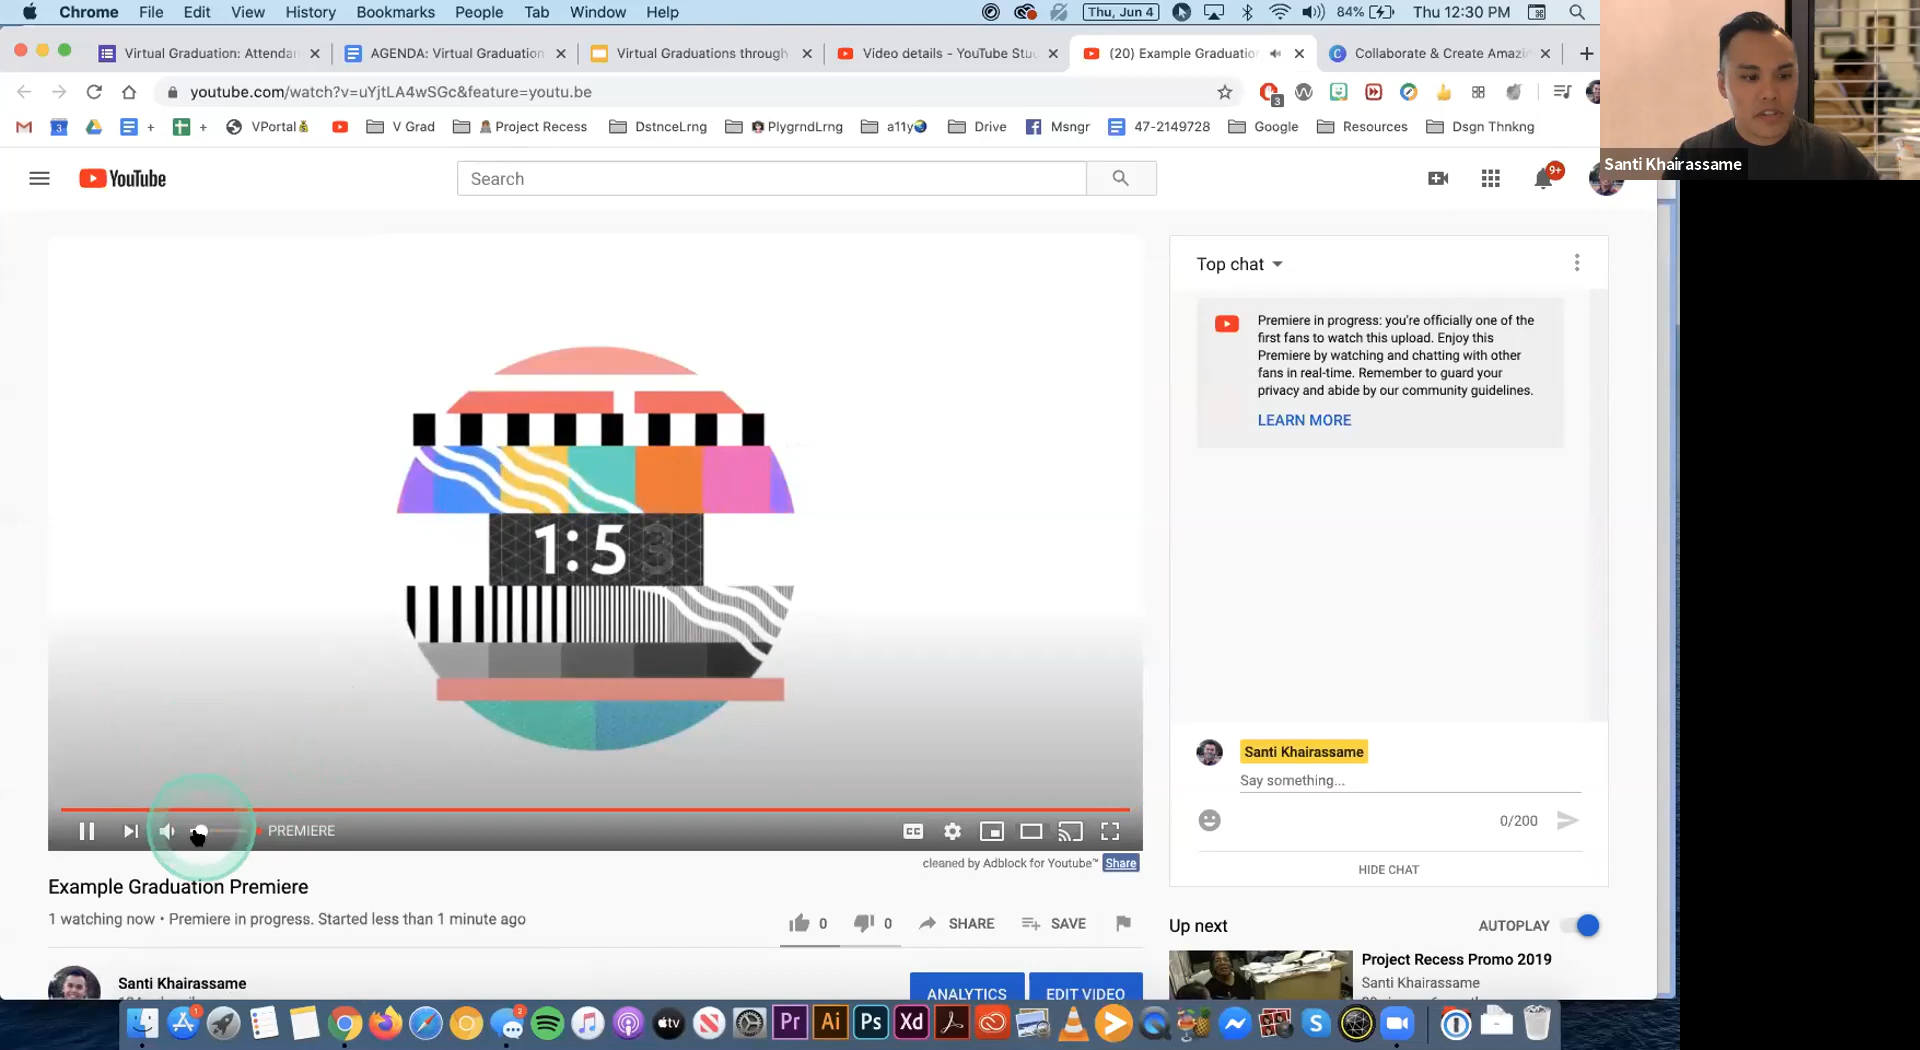 Chrome File Edit View History Bookmarks People Tab Window Help Thu, Jun 4 84% Thu 12:30 PM
Virtual Graduation: Attendan AGENDA: Virtual Graduation Virtual Graduations through Video details - YouTube Stu (20) Example Graduatio Collaborate & Create Amazi
youtube.com/watch?v=uYjtLA4wSGc&feature=youtu.be 3
3 + + VPortal V Grad Project Recess DstnceLrng PlygrndLrng a11y Drive Msngr 47-2149728 Google Resources Dsgn Thnkng
Santi Khairassame
YouTube Search 9+
Top chat
Premiere in progress: you're officially one of the
first fans to watch this upload. Enjoy this
Premiere by watching and chatting with other
fans in real-time. Remember to guard your
privacy and abide by our community guidelines.
LEARN MORE
1:53
PREMIERE CC
cleaned by Adblock for Youtube™ Share
Santi Khairassame
Say something...
0/200
HIDE CHAT
Example Graduation Premiere
1 watching now • Premiere in progress. Started less than 1 minute ago
0 0 SHARE SAVE
Up next AUTOPLAY
Project Recess Promo 2019
Santi Khairassame
Santi Khairassame
ANALYTICS EDIT VIDEO
1 2 tv Pr Ai Ps Xd